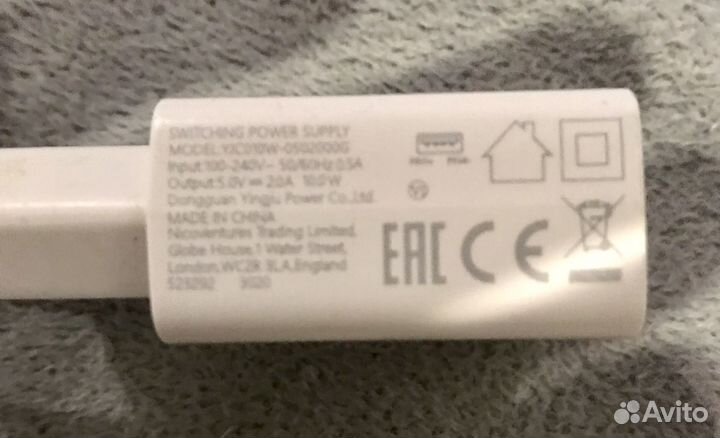 SWITCHING POWER SUPPLY
MODEL:YJC010W-0502000G
Input:100-240V~ 50/60Hz 0.5A
Output:5.0V⎓2.0A 10.0W
Dongguan Yingju Power Co.,Ltd.
MADE IN CHINA
Nicoventures Trading Limited,
Globe House,1 Water Street,
London,WC2R 3LA,England
523292 3020
EAC CE
Avito